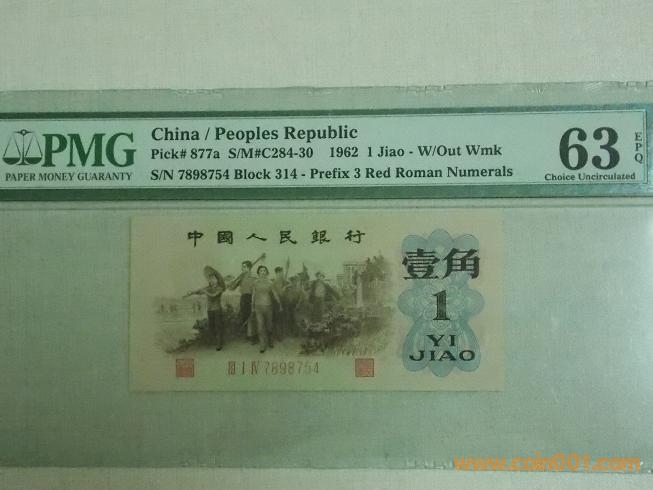 PMG
PAPER MONEY GUARANTY
China / Peoples Republic
Pick# 877a S/M#C284-30 1962 1 Jiao - W/Out Wmk
S/N 7898754 Block 314 - Prefix 3 Red Roman Numerals
63
EPQ
Choice Uncirculated
中國人民銀行
壹角
1
YI
JIAO
III I IV 7898754
www.coin001.com